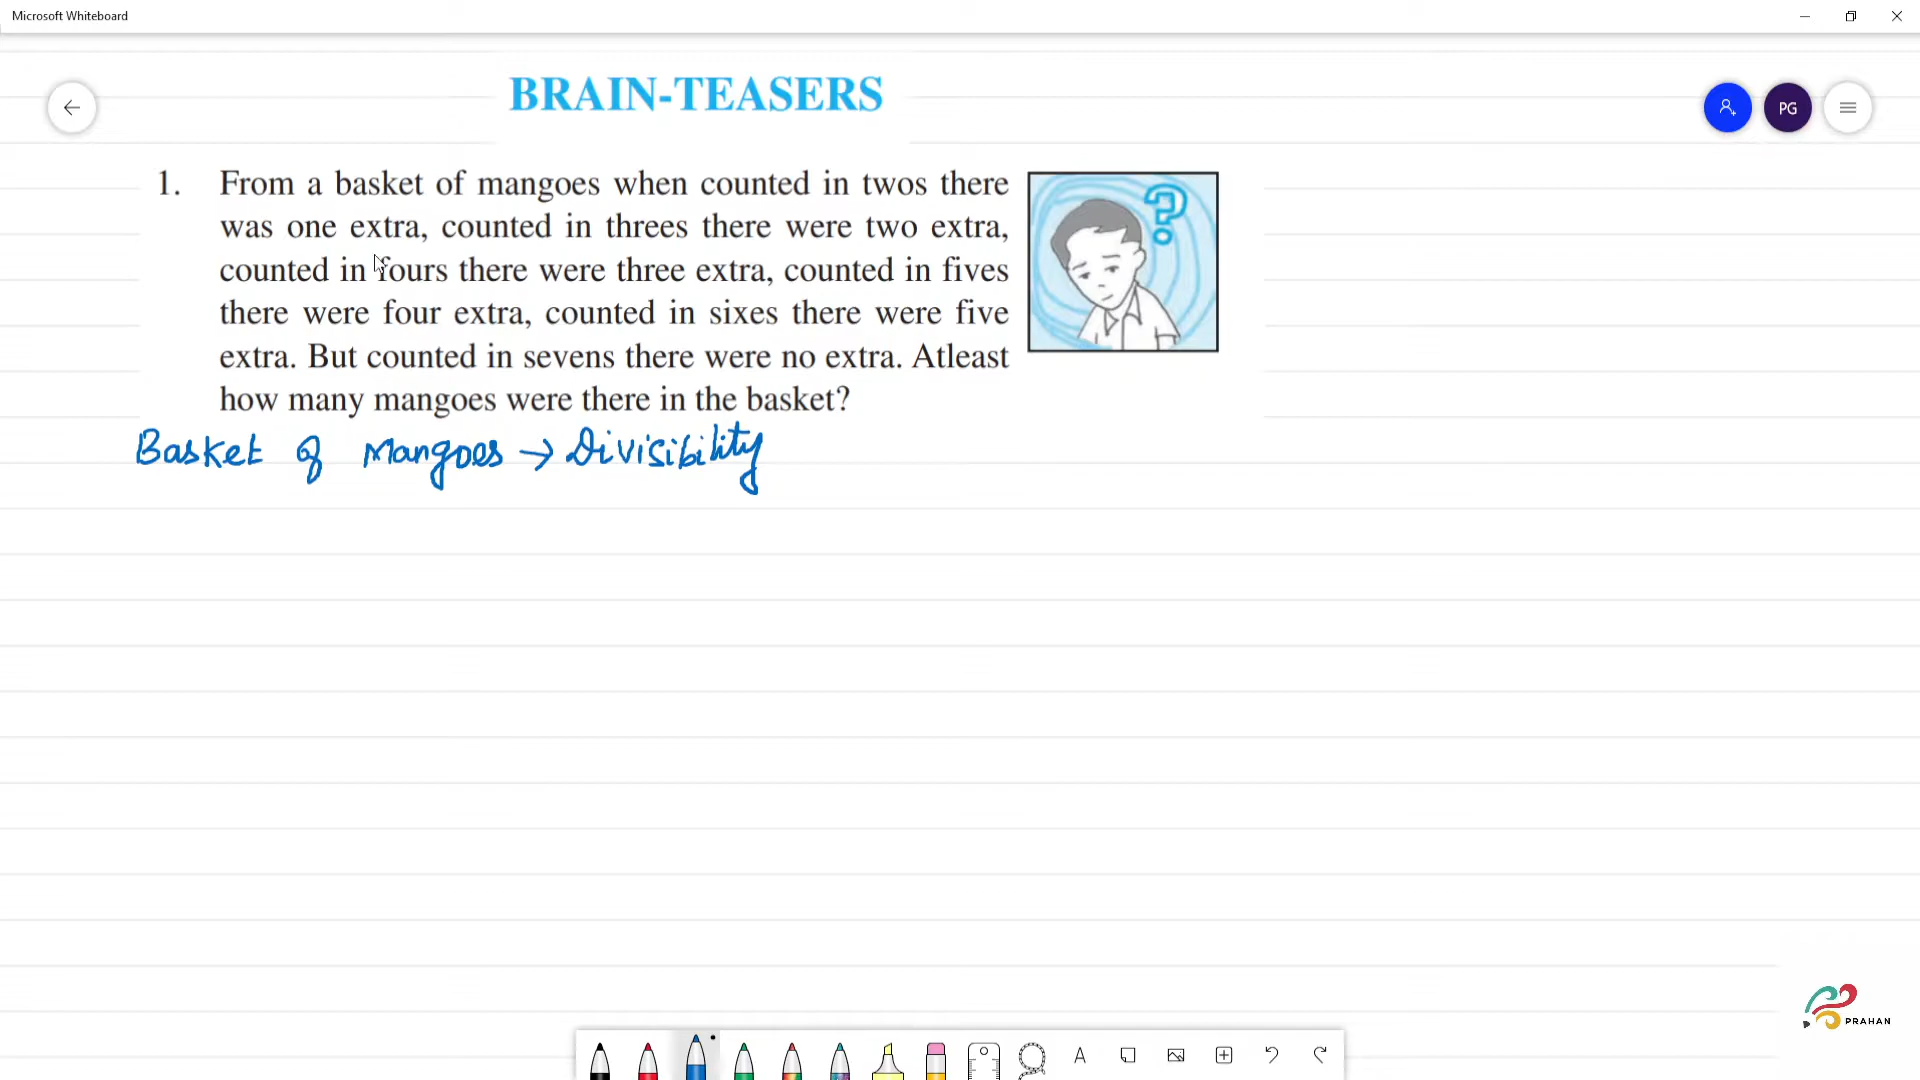 Microsoft Whiteboard
BRAIN-TEASERS
PG
1. From a basket of mangoes when counted in twos there
was one extra, counted in threes there were two extra,
counted in fours there were three extra, counted in fives
there were four extra, counted in sixes there were five
extra. But counted in sevens there were no extra. Atleast
how many mangoes were there in the basket?
?
Basket of Mangoes → Divisibility
PRAHAN
A